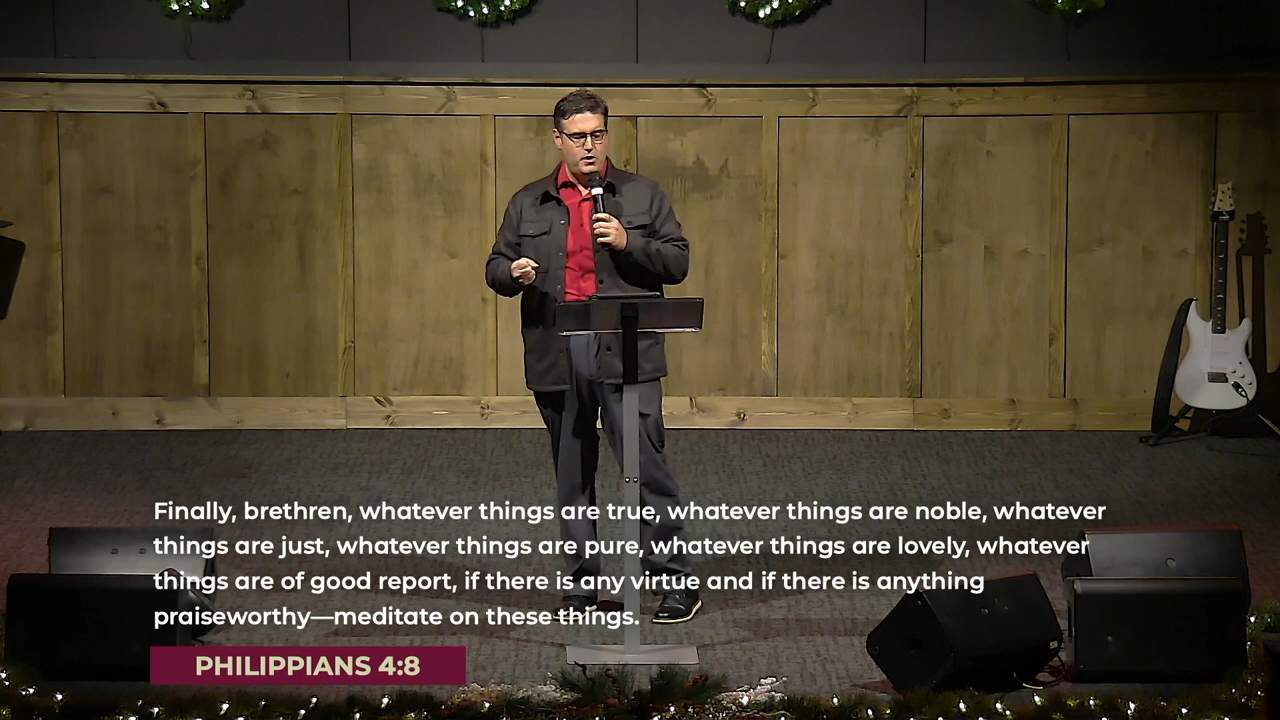 Finally, brethren, whatever things are true, whatever things are noble, whatever
things are just, whatever things are pure, whatever things are lovely, whatever
things are of good report, if there is any virtue and if there is anything
praiseworthy—meditate on these things.
PHILIPPIANS 4:8